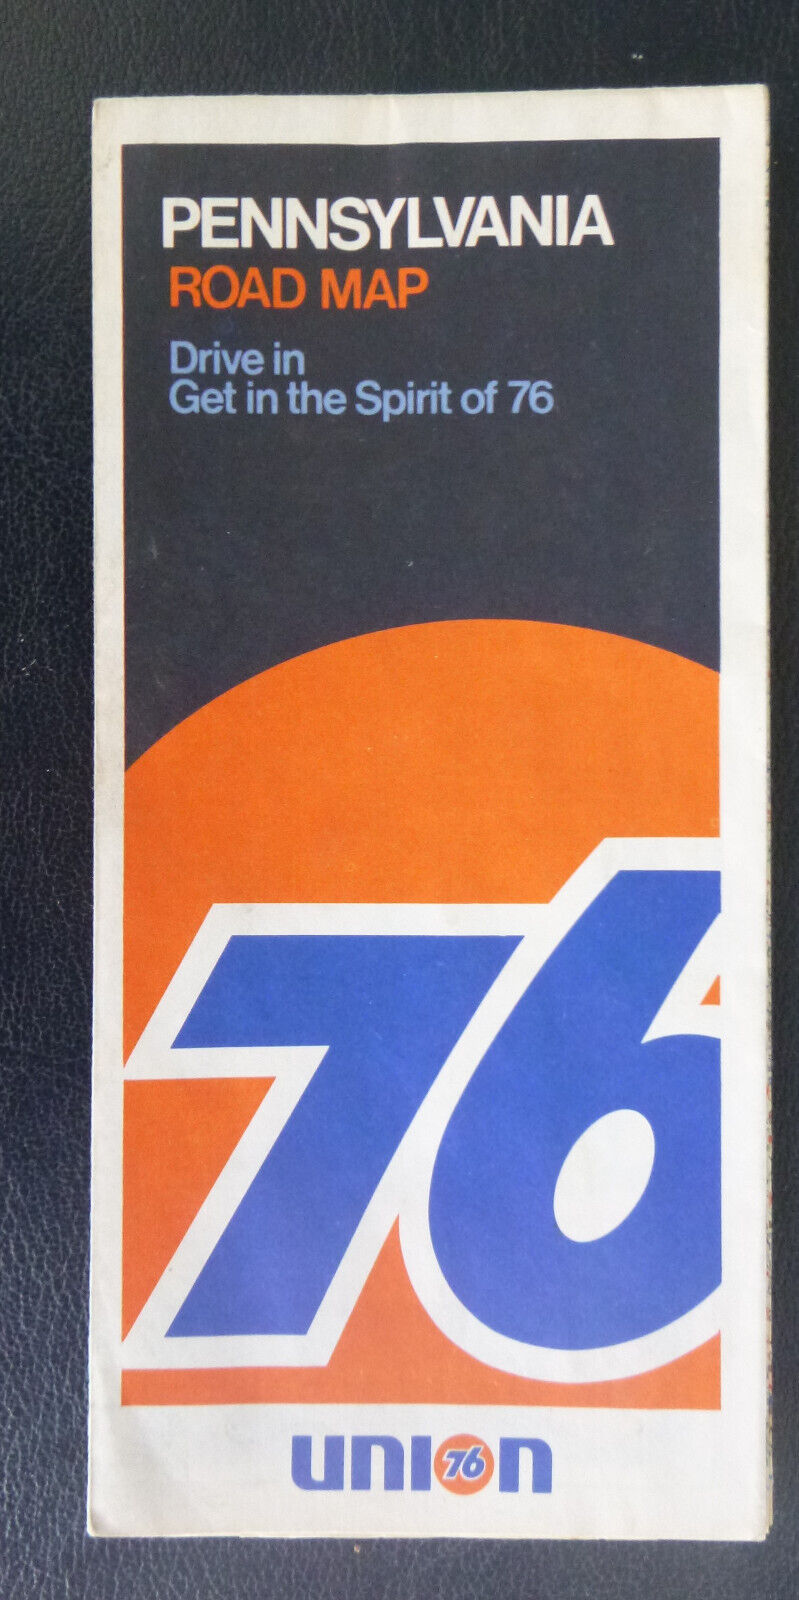 PENNSYLVANIA
ROAD MAP
Drive in
Get in the Spirit of 76
76
union
76